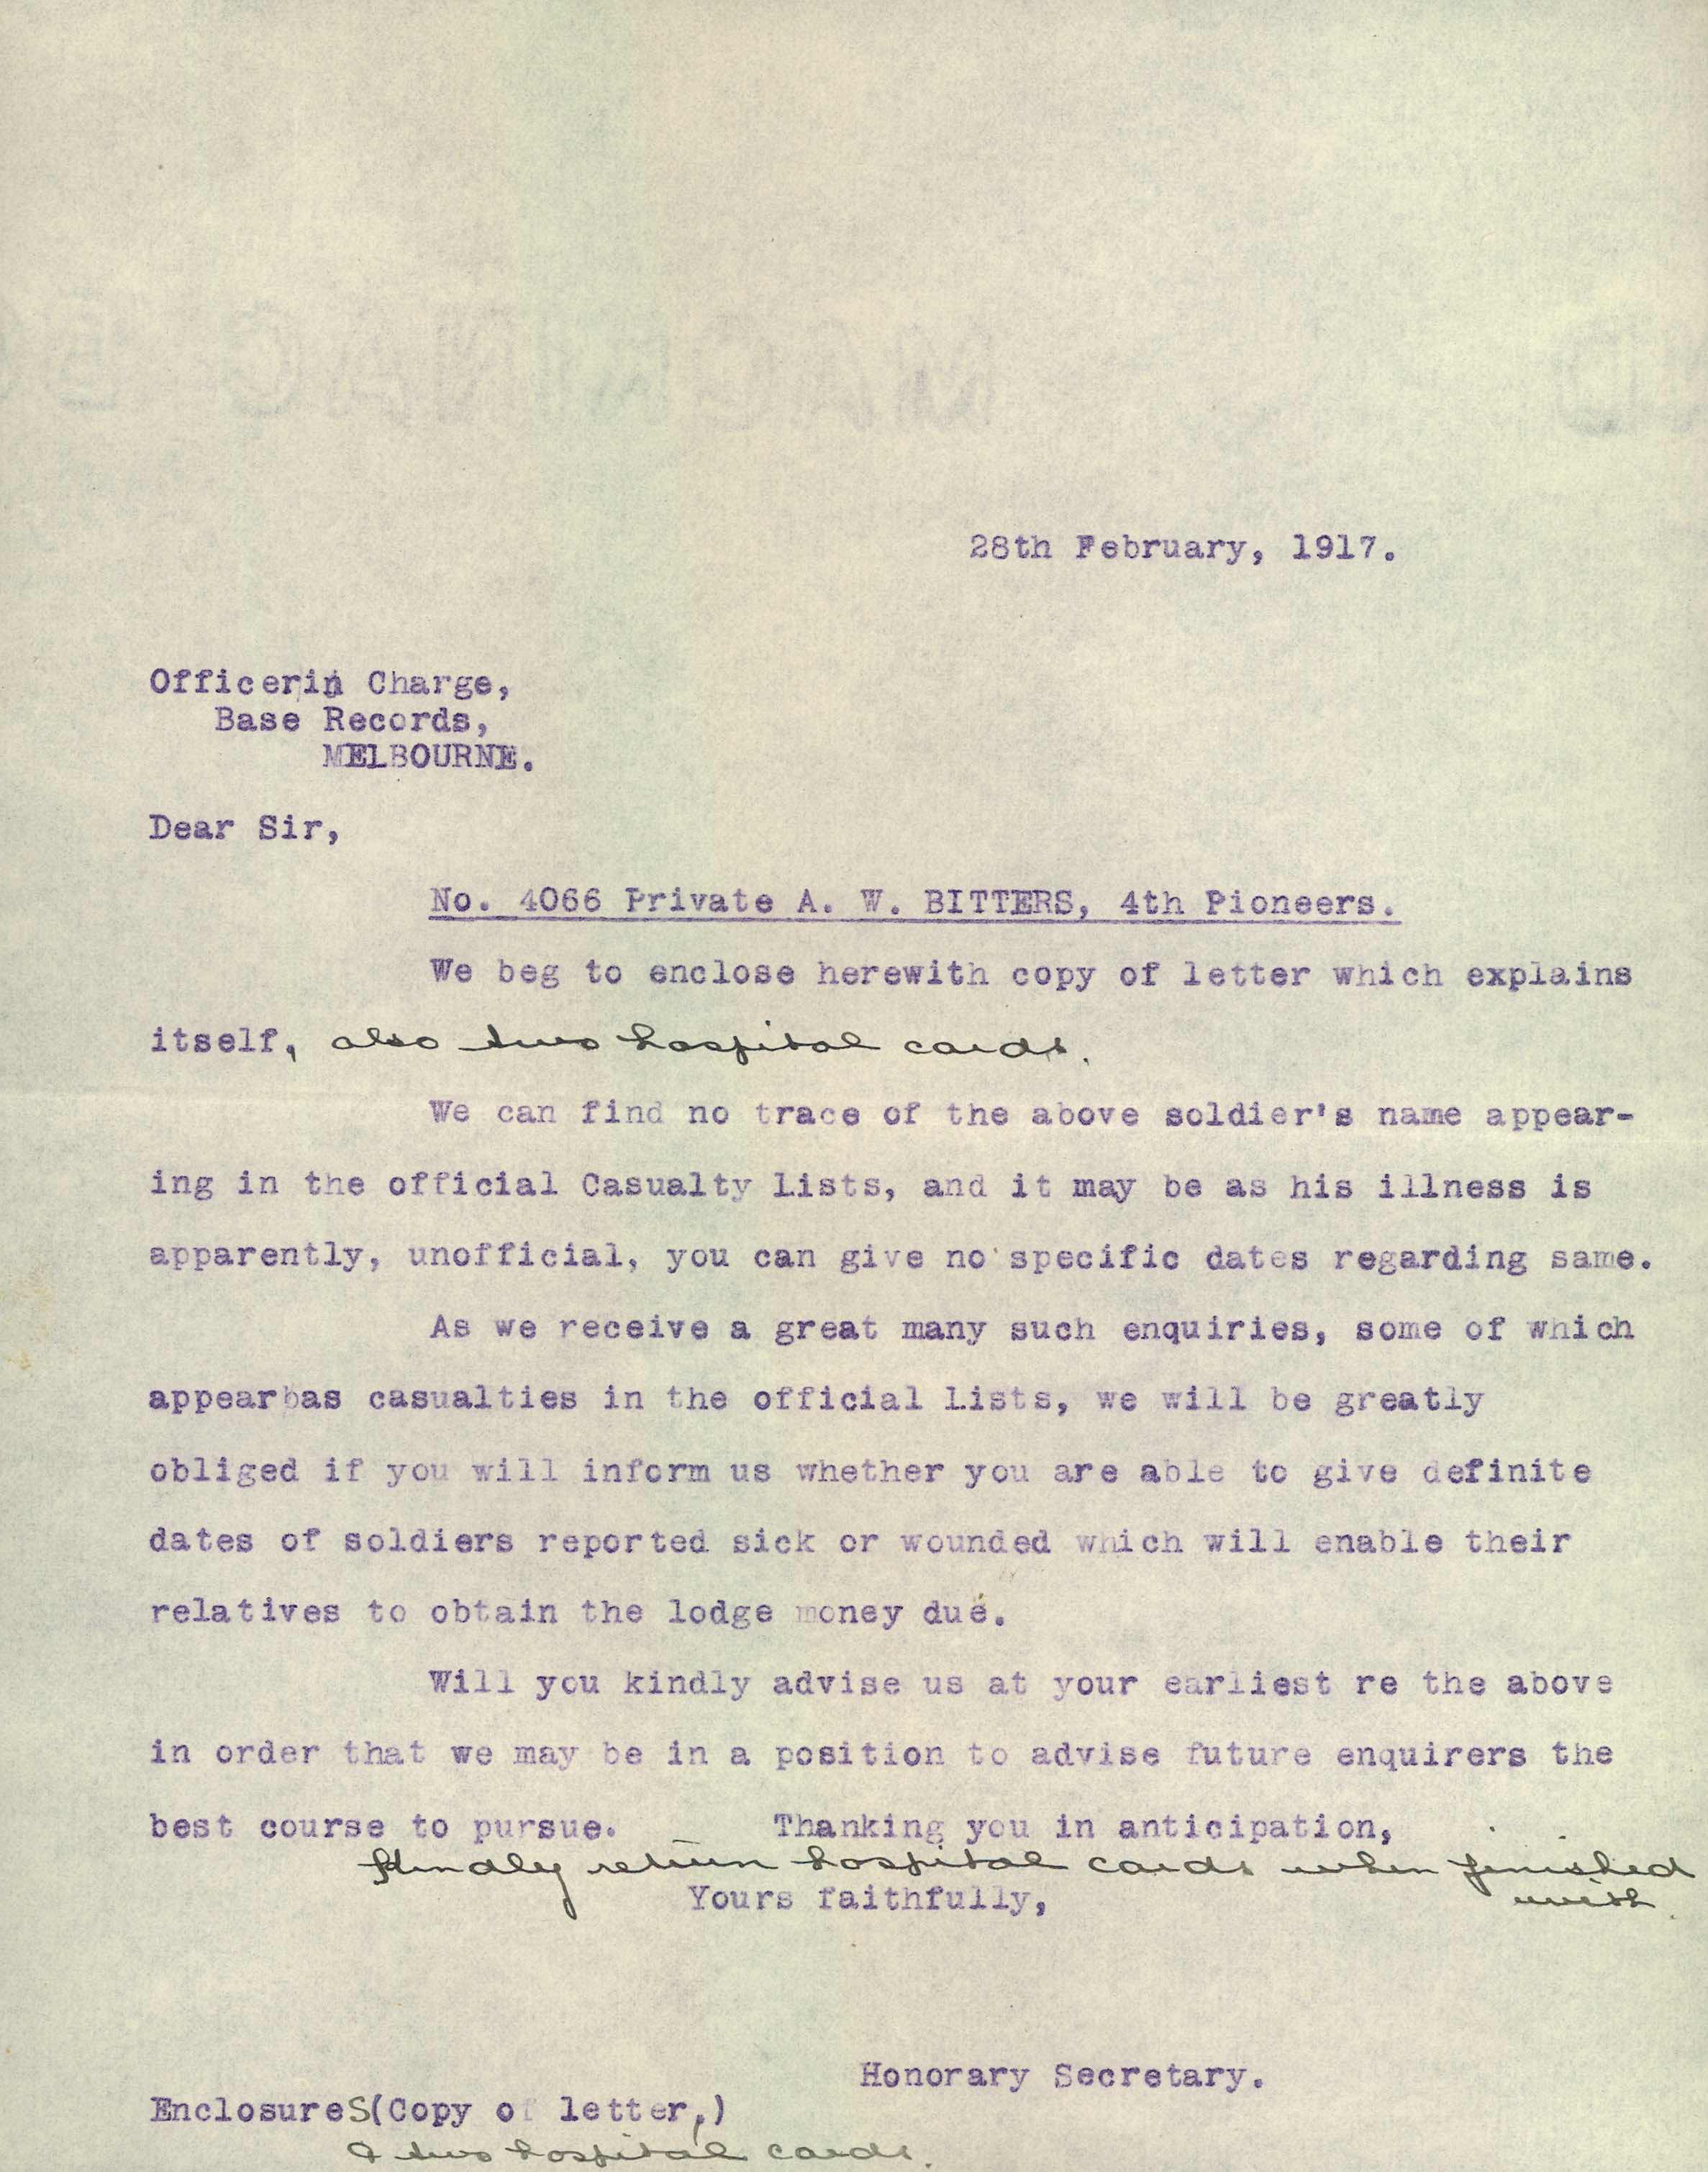 28th February, 1917.
Officer in Charge,
Base Records,
MELBOURNE.
Dear Sir,
No. 4066 Private A. W. BITTERS, 4th Pioneers.
We beg to enclose herewith copy of letter which explains
itself, also two hospital cards.
We can find no trace of the above soldier's name appear-
ing in the official Casualty Lists, and it may be as his illness is
apparently, unofficial, you can give no specific dates regarding same.
As we receive a great many such enquiries, some of which
appearbas casualties in the official Lists, we will be greatly
obliged if you will inform us whether you are able to give definite
dates of soldiers reported sick or wounded which will enable their
relatives to obtain the lodge money due.
Will you kindly advise us at your earliest re the above
in order that we may be in a position to advise future enquirers the
best course to pursue. Thanking you in anticipation,
Kindly return hospital cards when finished
with.
Yours faithfully,
Honorary Secretary.
EnclosureS(Copy of letter,)
& two hospital cards.